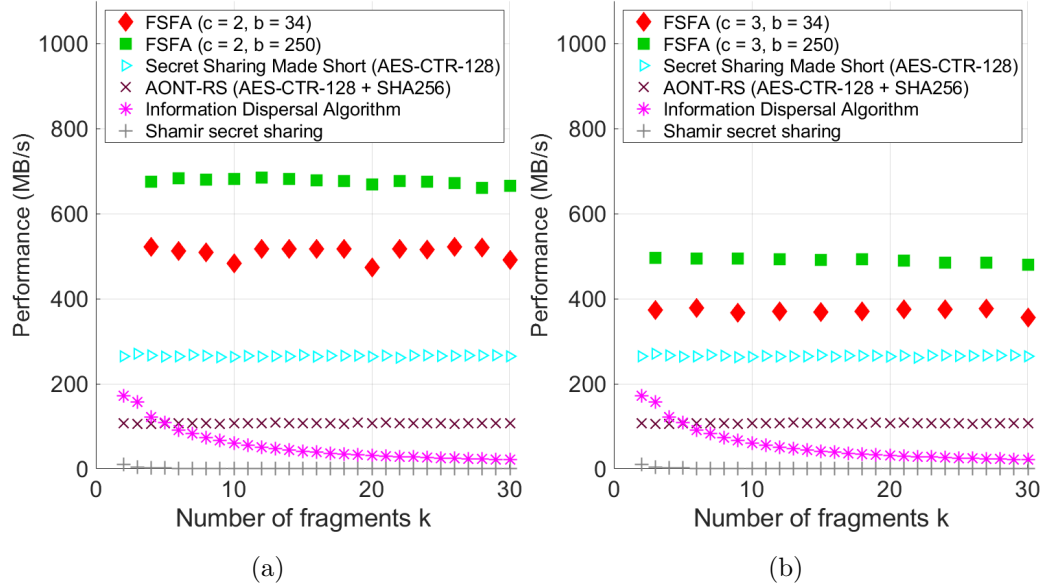 FSFA (c = 2, b = 34)
FSFA (c = 2, b = 250)
Secret Sharing Made Short (AES-CTR-128)
AONT-RS (AES-CTR-128 + SHA256)
Information Dispersal Algorithm
Shamir secret sharing
1000
800
600
400
200
0
0
10
20
30
Performance (MB/s)
Number of fragments k
(a)
FSFA (c = 3, b = 34)
FSFA (c = 3, b = 250)
Secret Sharing Made Short (AES-CTR-128)
AONT-RS (AES-CTR-128 + SHA256)
Information Dispersal Algorithm
Shamir secret sharing
1000
800
600
400
200
0
0
10
20
30
Performance (MB/s)
Number of fragments k
(b)